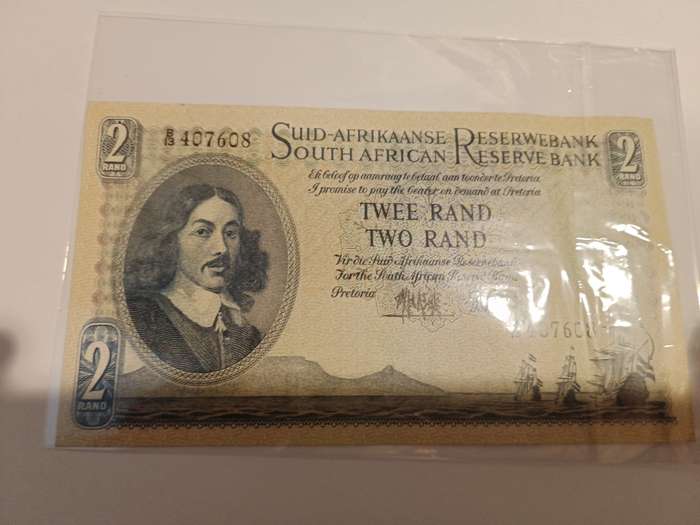 2
RAND
B/13 407608
SUID-AFRIKAANSE RESERWEBANK
SOUTH AFRICAN RESERVE BANK
2
RAND
Ek beloof op aanvraag te betaal aan toonder te Pretoria
I promise to pay the bearer on demand at Pretoria
TWEE RAND
TWO RAND
Vir die Suid-Afrikaanse Reserwebank
For the South African Reserve Bank
Pretoria
407608
2
RAND